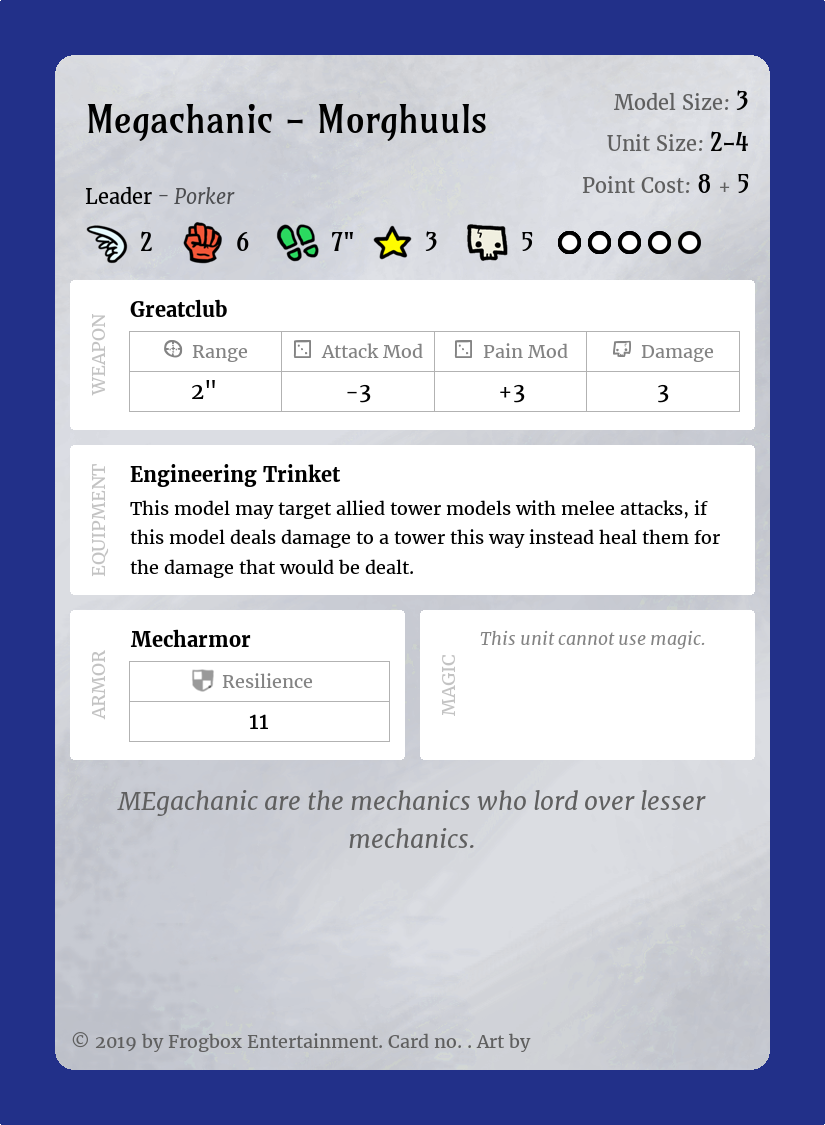 Megachanic – Morghuuls
Model Size: 3
Unit Size: 2–4
Point Cost: 8 + 5
Leader – Porker
2 6 7" 3 5
WEAPON
Greatclub
Range Attack Mod Pain Mod Damage
2" -3 +3 3
EQUIPMENT
Engineering Trinket
This model may target allied tower models with melee attacks, if
this model deals damage to a tower this way instead heal them for
the damage that would be dealt.
ARMOR
Mecharmor
Resilience
11
MAGIC
This unit cannot use magic.
MEgachanic are the mechanics who lord over lesser
mechanics.
© 2019 by Frogbox Entertainment. Card no. . Art by